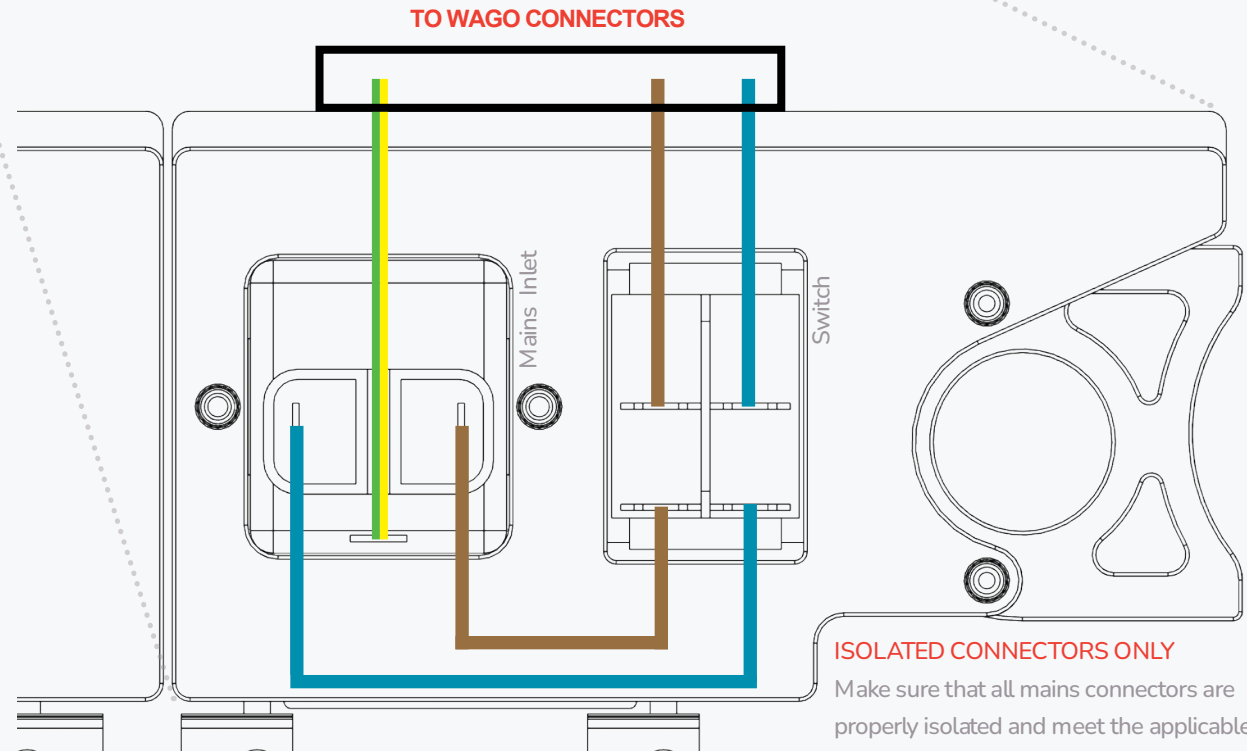 TO WAGO CONNECTORS
Mains Inlet
Switch
ISOLATED CONNECTORS ONLY
Make sure that all mains connectors are
properly isolated and meet the applicable